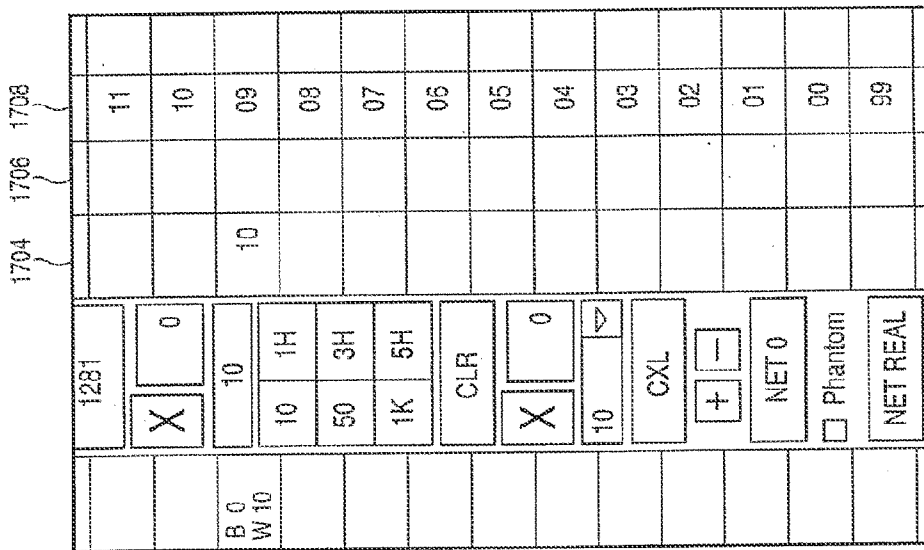 1704 1706 1708
1281
11
X 0
10
B 0
W 10
10
10
09
10 1H
08
50 3H
07
1K 5H
06
CLR
05
X 0
04
10
03
CXL
02
+ −
01
NET 0
00
Phantom
NET REAL
99